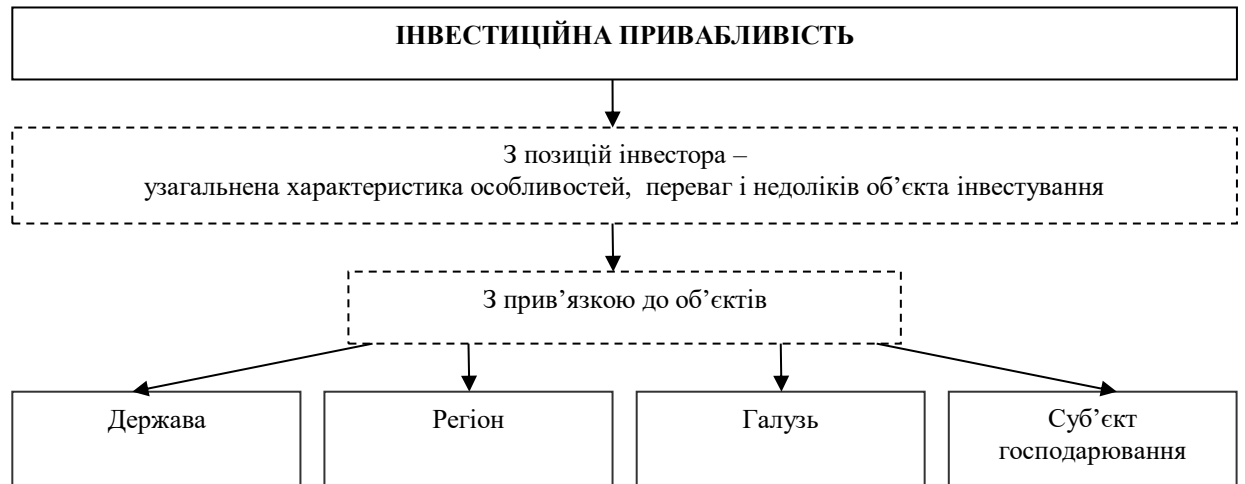 ІНВЕСТИЦІЙНА ПРИВАБЛИВІСТЬ
З позицій інвестора –
узагальнена характеристика особливостей, переваг і недоліків об’єкта інвестування
З прив’язкою до об’єктів
Держава
Регіон
Галузь
Суб’єкт
господарювання